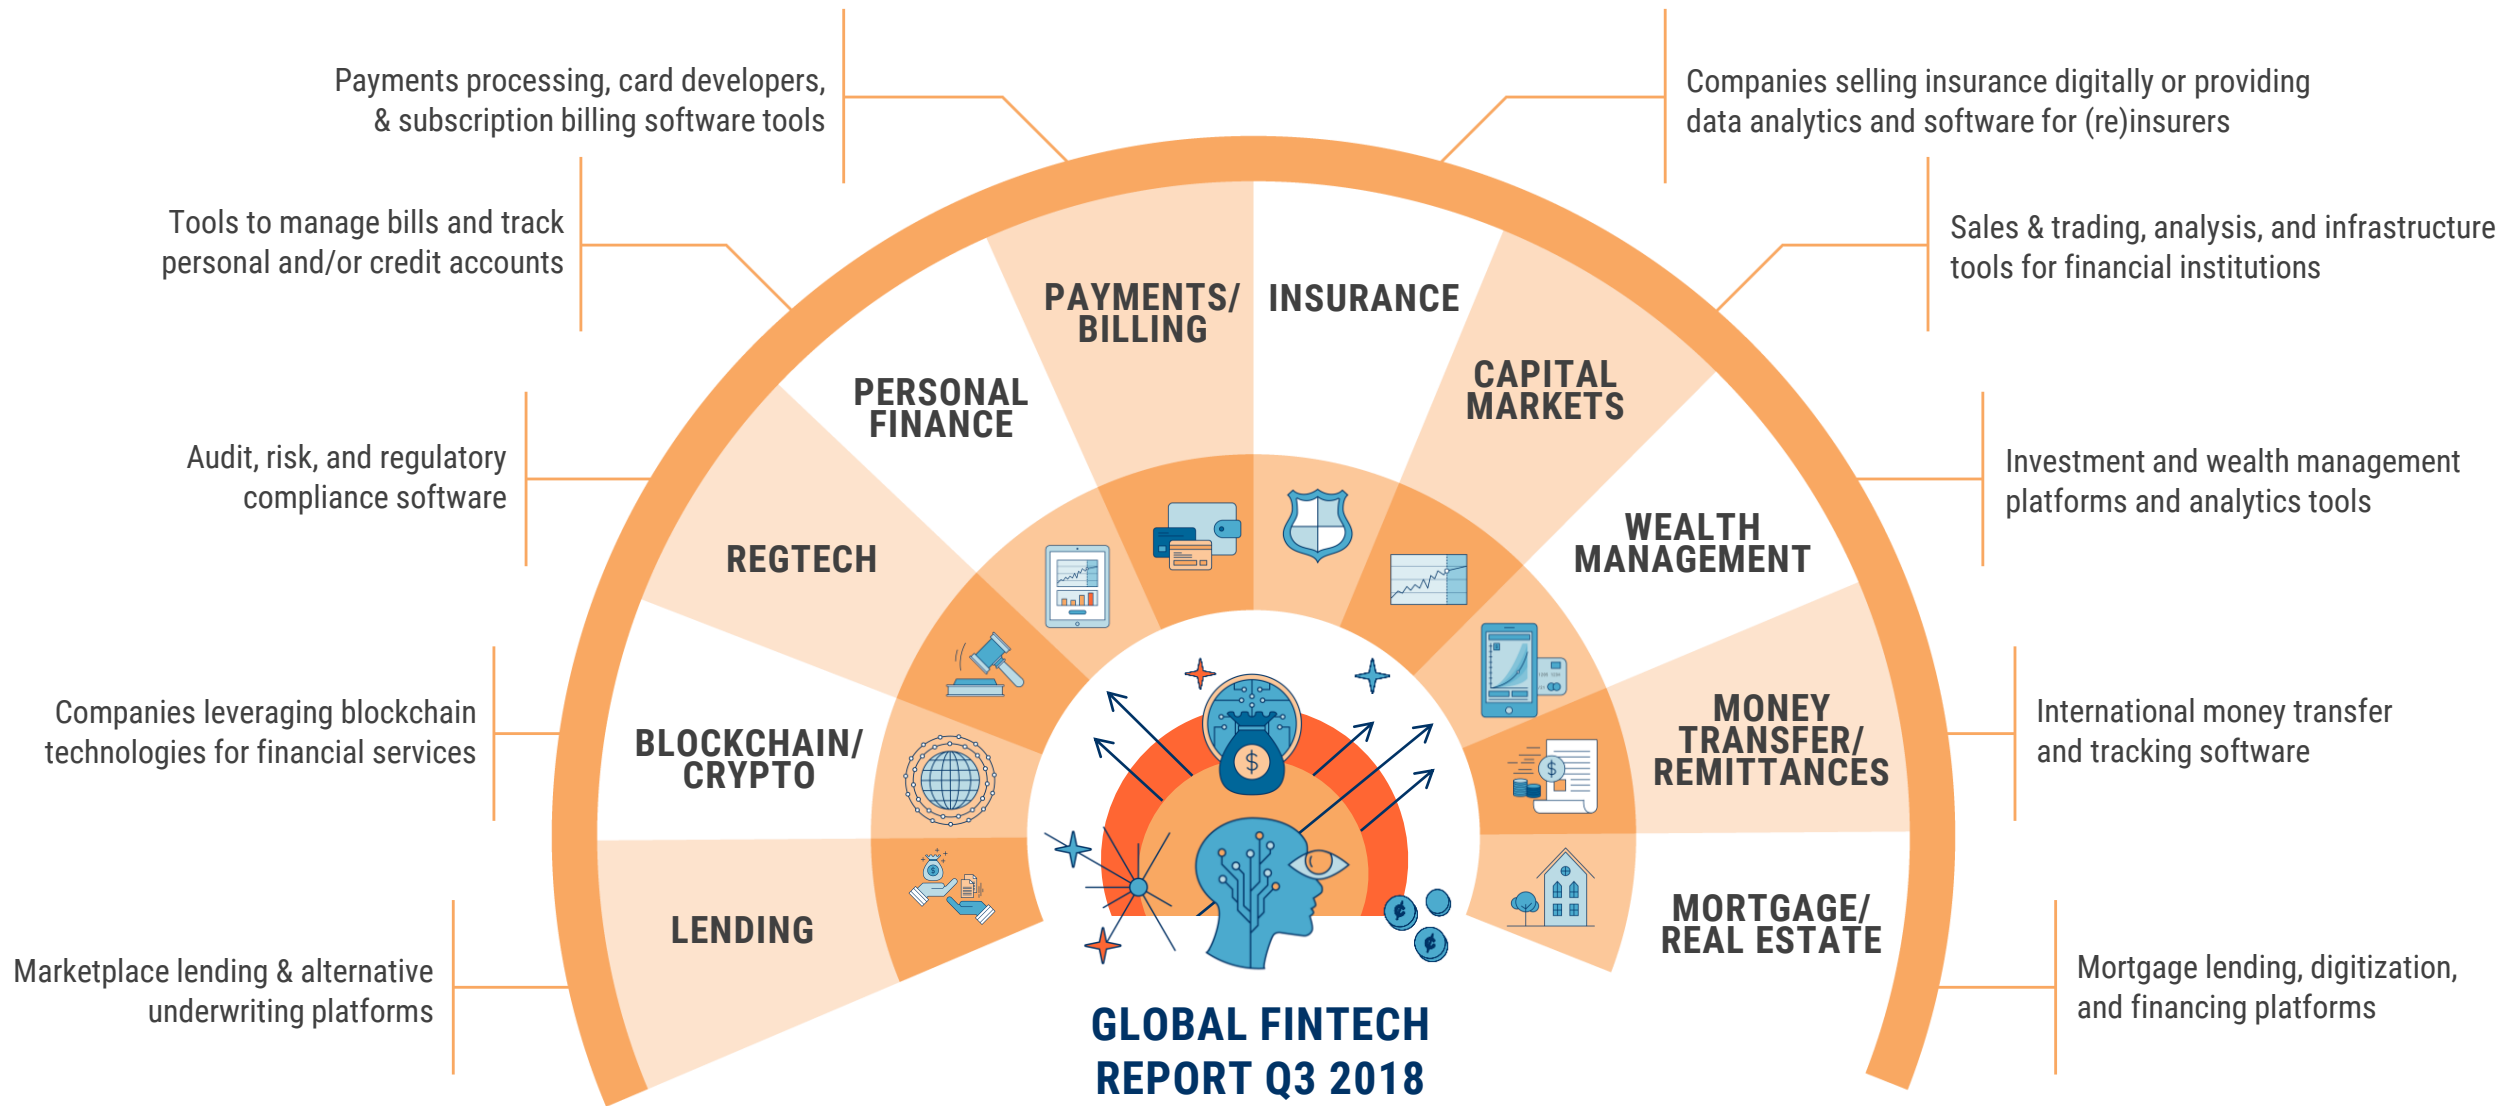 Payments processing, card developers,
& subscription billing software tools
Companies selling insurance digitally or providing
data analytics and software for (re)insurers
Tools to manage bills and track
personal and/or credit accounts
Sales & trading, analysis, and infrastructure
tools for financial institutions
Audit, risk, and regulatory
compliance software
Investment and wealth management
platforms and analytics tools
Companies leveraging blockchain
technologies for financial services
International money transfer
and tracking software
Marketplace lending & alternative
underwriting platforms
Mortgage lending, digitization,
and financing platforms
LENDING
BLOCKCHAIN/
CRYPTO
REGTECH
PERSONAL
FINANCE
PAYMENTS/
BILLING
INSURANCE
CAPITAL
MARKETS
WEALTH
MANAGEMENT
MONEY
TRANSFER/
REMITTANCES
MORTGAGE/
REAL ESTATE
GLOBAL FINTECH
REPORT Q3 2018